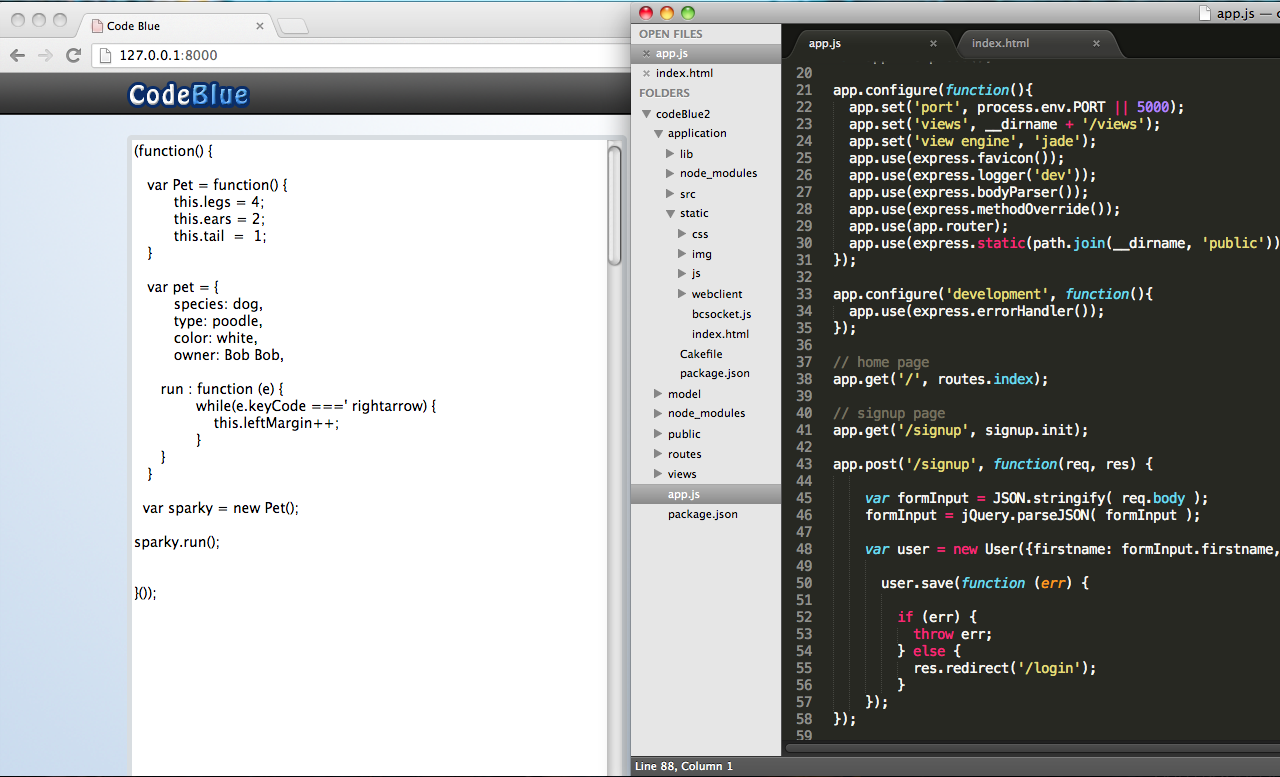 Code Blue
127.0.0.1:8000
CodeBlue
(function() {
var Pet = function() {
this.legs = 4;
this.ears = 2;
this.tail = 1;
}
var pet = {
species: dog,
type: poodle,
color: white,
owner: Bob Bob,
run : function (e) {
while(e.keyCode ===' rightarrow) {
this.leftMargin++;
}
}
}
var sparky = new Pet();
sparky.run();
}());
app.js —
OPEN FILES
app.js
index.html
FOLDERS
codeBlue2
application
lib
node_modules
src
static
css
img
js
webclient
bcsocket.js
index.html
Cakefile
package.json
model
node_modules
public
routes
views
app.js
package.json
app.js
index.html
20
21 app.configure(function(){
22 app.set('port', process.env.PORT || 5000);
23 app.set('views', __dirname + '/views');
24 app.set('view engine', 'jade');
25 app.use(express.favicon());
26 app.use(express.logger('dev'));
27 app.use(express.bodyParser());
28 app.use(express.methodOverride());
29 app.use(app.router);
30 app.use(express.static(path.join(__dirname, 'public'))
31 });
32
33 app.configure('development', function(){
34 app.use(express.errorHandler());
35 });
36
37 // home page
38 app.get('/', routes.index);
39
40 // signup page
41 app.get('/signup', signup.init);
42
43 app.post('/signup', function(req, res) {
44
45 var formInput = JSON.stringify( req.body );
46 formInput = jQuery.parseJSON( formInput );
47
48 var user = new User({firstname: formInput.firstname,
49
50 user.save(function (err) {
51
52 if (err) {
53 throw err;
54 } else {
55 res.redirect('/login');
56 }
57 });
58 });
59
Line 88, Column 1